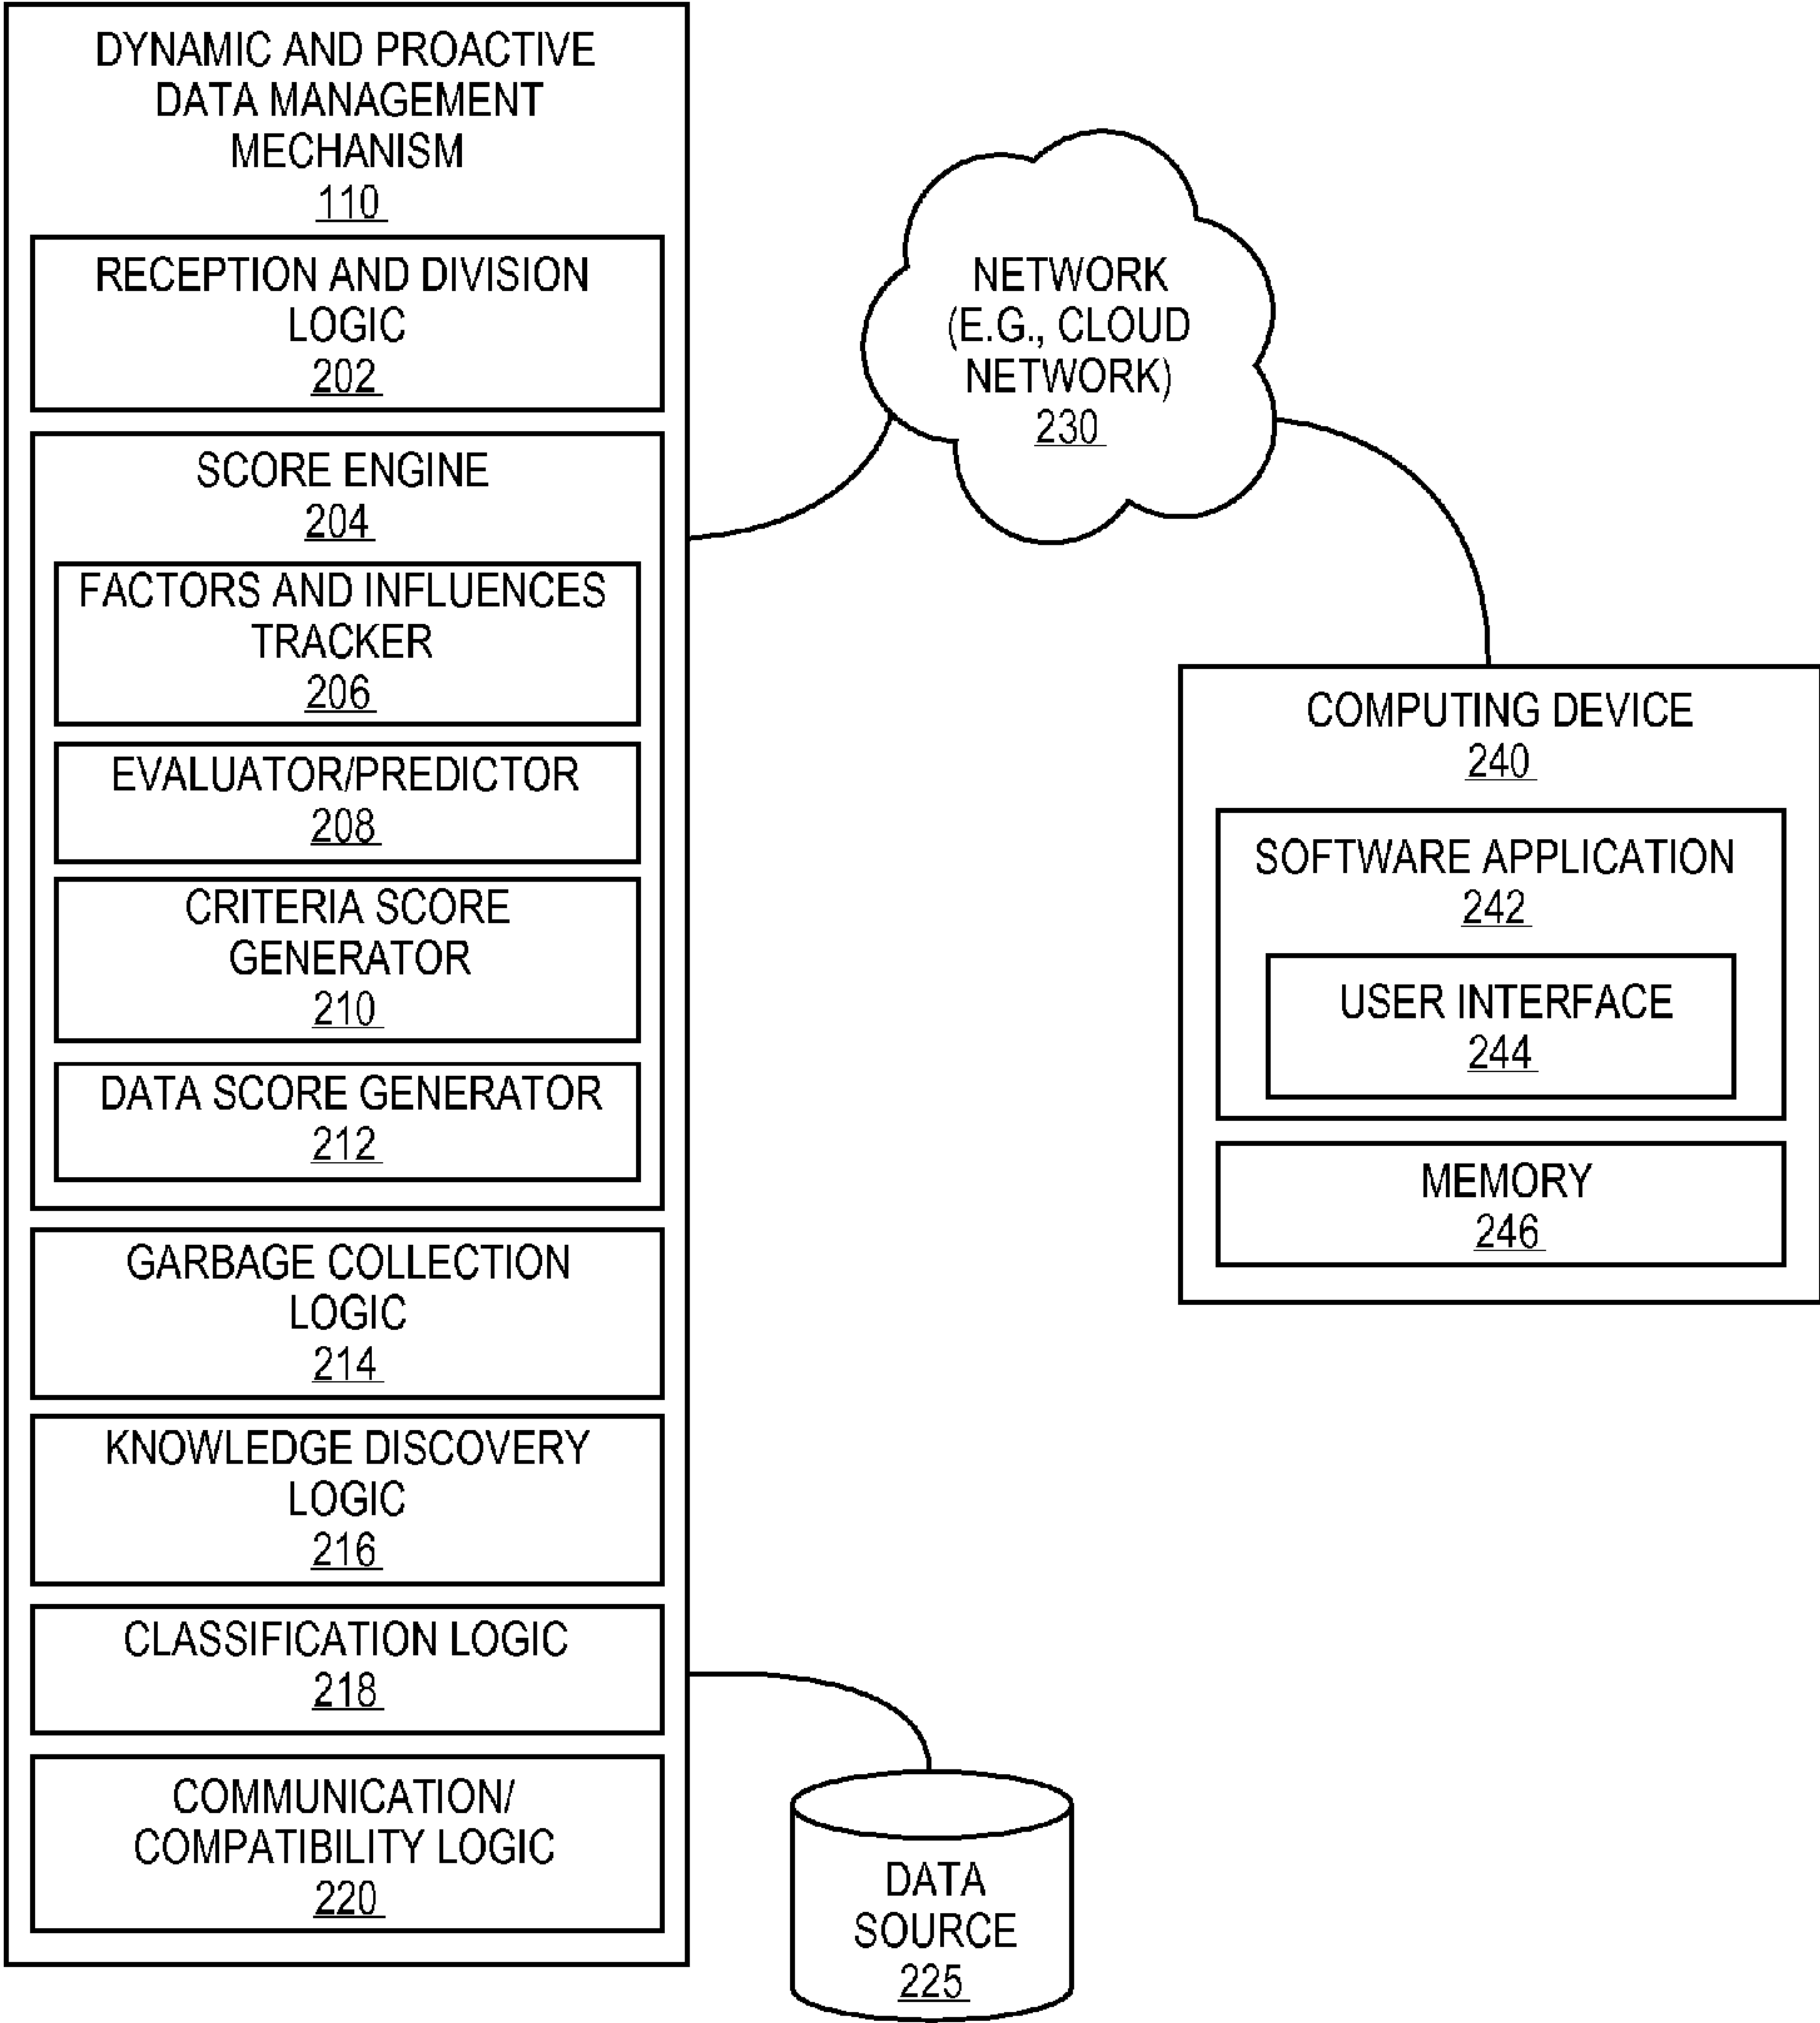 DYNAMIC AND PROACTIVE
DATA MANAGEMENT
MECHANISM
110
RECEPTION AND DIVISION
LOGIC
202
SCORE ENGINE
204
FACTORS AND INFLUENCES
TRACKER
206
EVALUATOR/PREDICTOR
208
CRITERIA SCORE
GENERATOR
210
DATA SCORE GENERATOR
212
GARBAGE COLLECTION
LOGIC
214
KNOWLEDGE DISCOVERY
LOGIC
216
CLASSIFICATION LOGIC
218
COMMUNICATION/
COMPATIBILITY LOGIC
220
NETWORK
(E.G., CLOUD
NETWORK)
230
COMPUTING DEVICE
240
SOFTWARE APPLICATION
242
USER INTERFACE
244
MEMORY
246
DATA
SOURCE
225